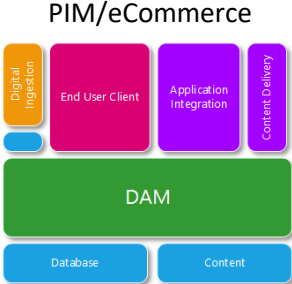 PIM/eCommerce
Digital
Ingestion
End User Client
Application
Integration
Content Delivery
DAM
Database
Content